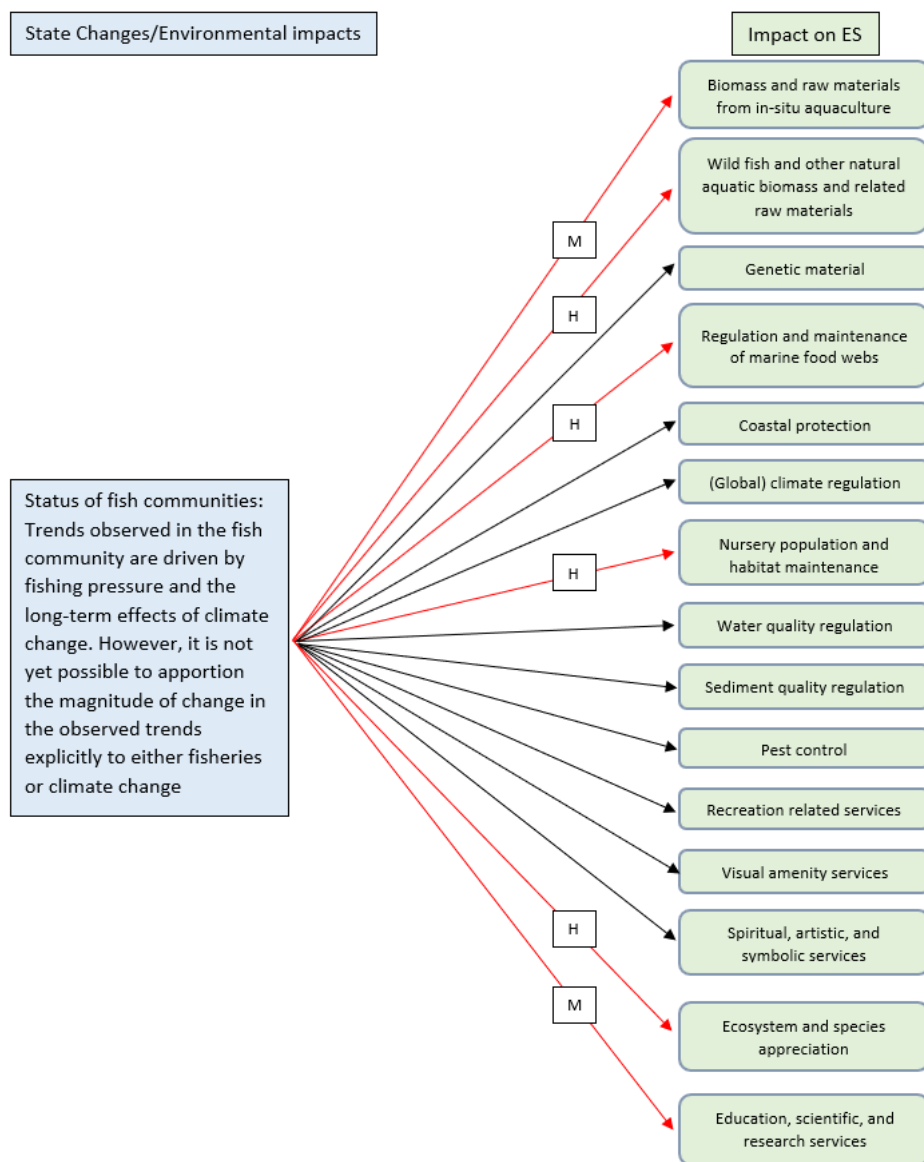 State Changes/Environmental impacts
Impact on ES
Biomass and raw materials
from in-situ aquaculture
Wild fish and other natural
aquatic biomass and related
raw materials
M
Genetic material
H
Regulation and maintenance
of marine food webs
H
Coastal protection
(Global) climate regulation
Status of fish communities:
Trends observed in the fish
community are driven by
fishing pressure and the
long-term effects of climate
change. However, it is not
yet possible to apportion
the magnitude of change in
the observed trends
explicitly to either fisheries
or climate change
Nursery population and
habitat maintenance
H
Water quality regulation
Sediment quality regulation
Pest control
Recreation related services
Visual amenity services
Spiritual, artistic, and
symbolic services
H
M
Ecosystem and species
appreciation
Education, scientific, and
research services